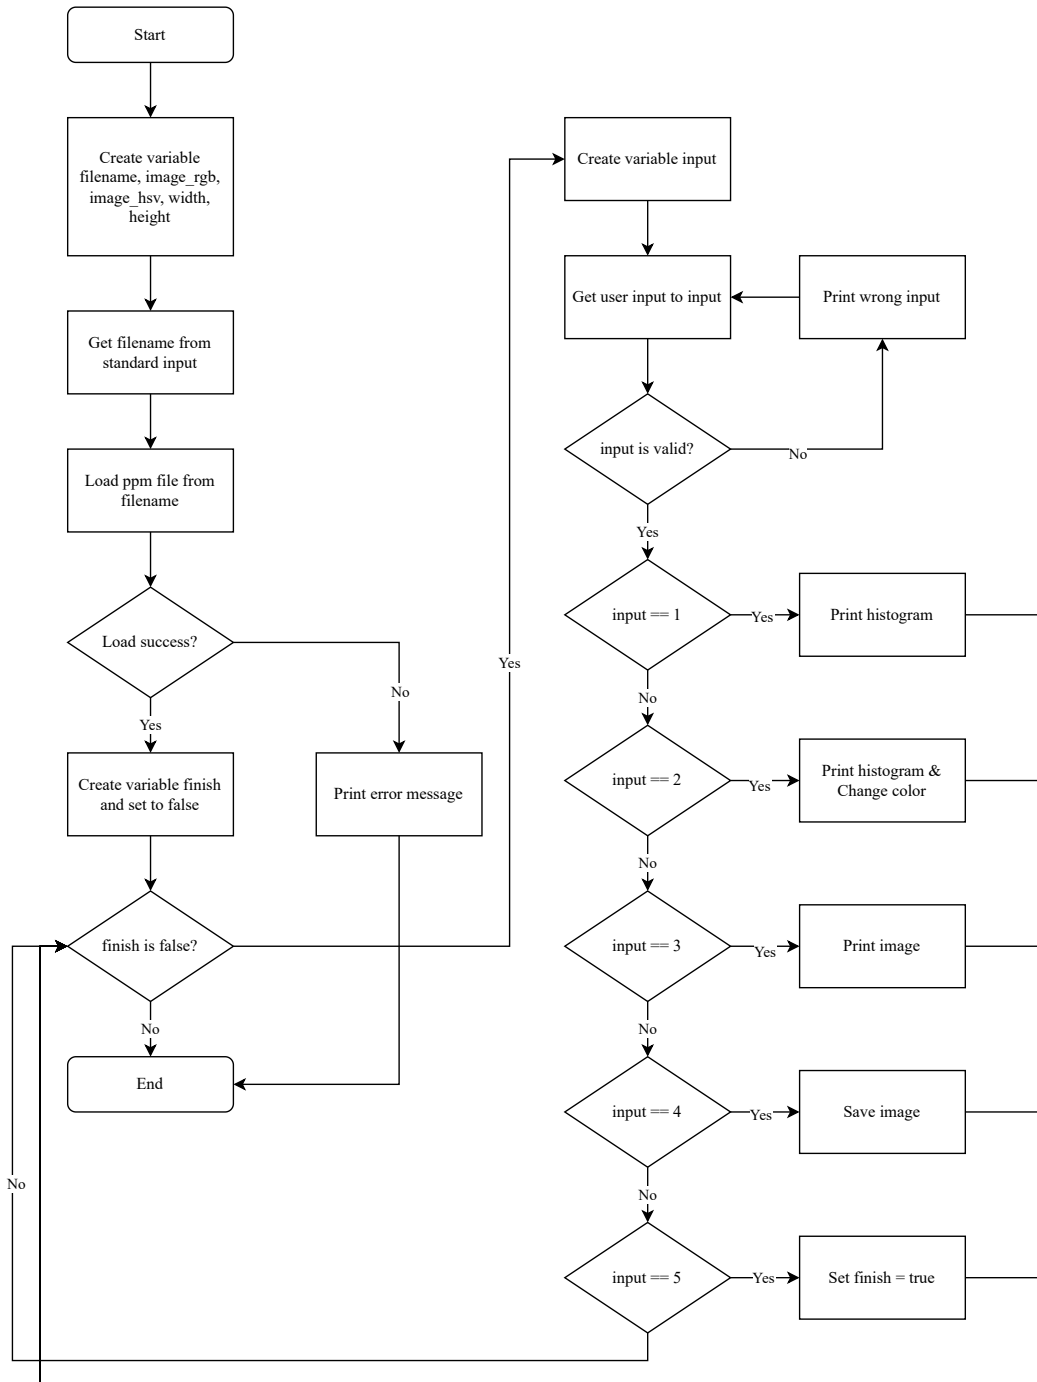 Start
Create variable
filename, image_rgb,
image_hsv, width,
height
Get filename from
standard input
Load ppm file from
filename
Load success?
No
Yes
Create variable finish
and set to false
Print error message
finish is false?
Yes
No
End
No
Create variable input
Get user input to input
Print wrong input
input is valid?
No
Yes
input == 1
Yes
Print histogram
No
input == 2
Yes
Print histogram &
Change color
No
input == 3
Yes
Print image
No
input == 4
Yes
Save image
No
input == 5
Yes
Set finish = true